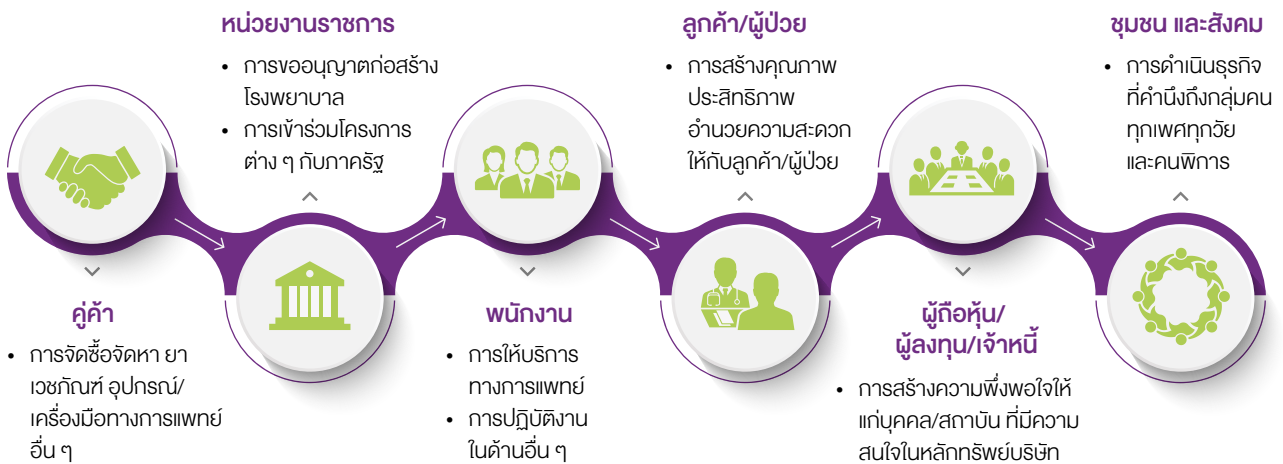 หน่วยงานราชการ
• การขออนุญาตก่อสร้าง
โรงพยาบาล
• การเข้าร่วมโครงการ
ต่าง ๆ กับภาครัฐ
ลูกค้า/ผู้ป่วย
• การสร้างคุณภาพ
ประสิทธิภาพ
อำนวยความสะดวก
ให้กับลูกค้า/ผู้ป่วย
ชุมชน และสังคม
• การดำเนินธุรกิจ
ที่คำนึงถึงกลุ่มคน
ทุกเพศทุกวัย
และคนพิการ
คู่ค้า
• การจัดซื้อจัดหา ยา
เวชภัณฑ์ อุปกรณ์/
เครื่องมือทางการแพทย์
อื่น ๆ
พนักงาน
• การให้บริการ
ทางการแพทย์
• การปฏิบัติงาน
ในด้านอื่น ๆ
ผู้ถือหุ้น/
ผู้ลงทุน/เจ้าหนี้
• การสร้างความพึ่งพอใจให้
แก่บุคคล/สถาบัน ที่มีความ
สนใจในหลักทรัพย์บริษัท